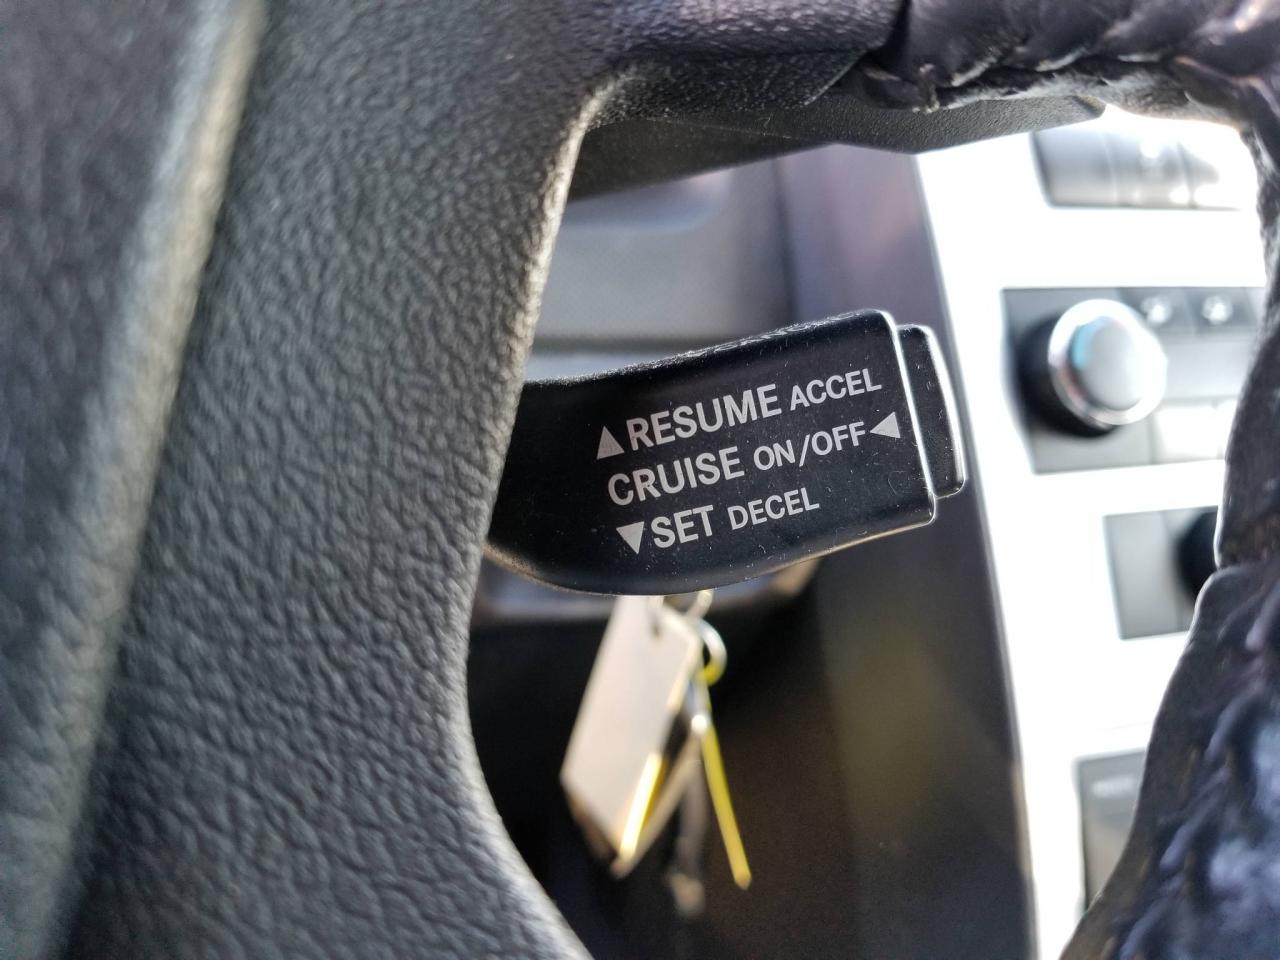 ▲RESUME ACCEL
CRUISE ON/OFF◀
▼SET DECEL